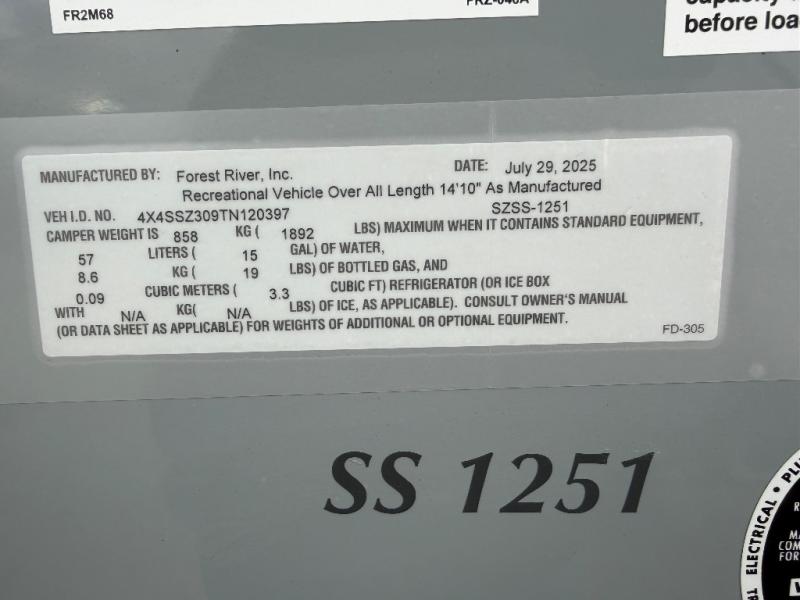 FR2M68
before loa
MANUFACTURED BY: Forest River, Inc. DATE: July 29, 2025
Recreational Vehicle Over All Length 14'10" As Manufactured
VEH I.D. NO. 4X4SSZ309TN120397 SZSS-1251
CAMPER WEIGHT IS 858 KG ( 1892 LBS) MAXIMUM WHEN IT CONTAINS STANDARD EQUIPMENT,
57 LITERS ( 15 GAL) OF WATER,
8.6 KG ( 19 LBS) OF BOTTLED GAS, AND
0.09 CUBIC METERS ( 3.3 CUBIC FT) REFRIGERATOR (OR ICE BOX
WITH N/A KG( N/A LBS) OF ICE, AS APPLICABLE). CONSULT OWNER'S MANUAL
(OR DATA SHEET AS APPLICABLE) FOR WEIGHTS OF ADDITIONAL OR OPTIONAL EQUIPMENT.
FD-305
SS 1251
ELECTRICAL • PLU